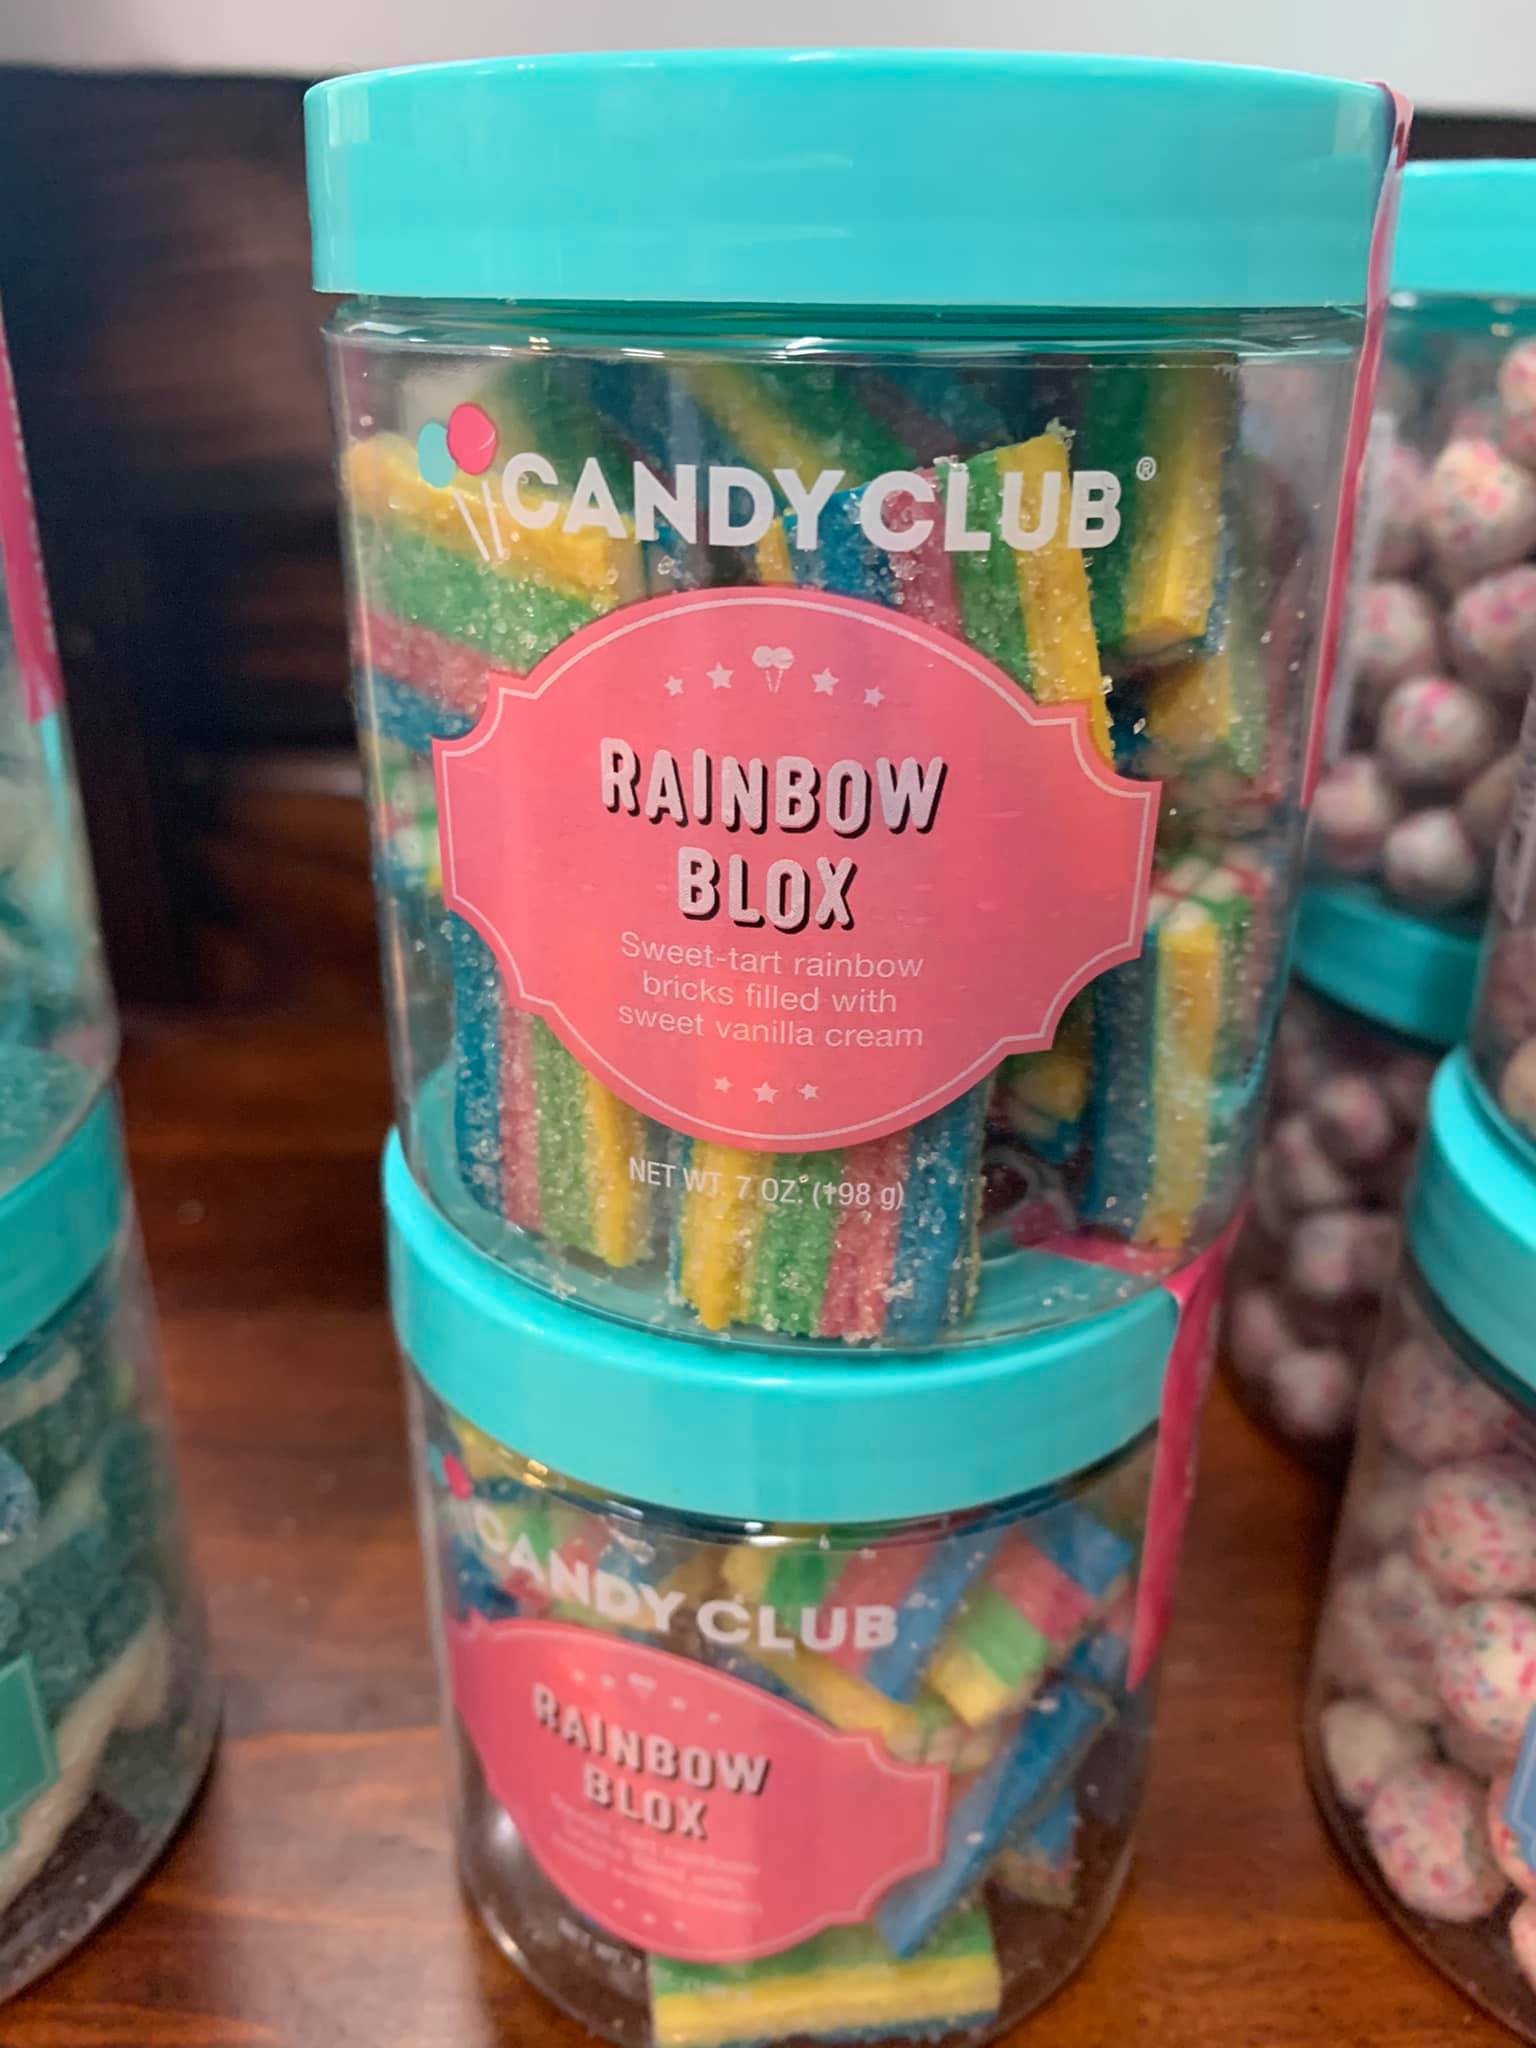 CANDY CLUB®
RAINBOW
BLOX
Sweet-tart rainbow
bricks filled with
sweet vanilla cream
NET WT. 7 OZ. (198 g)
CANDY CLUB
RAINBOW
BLOX